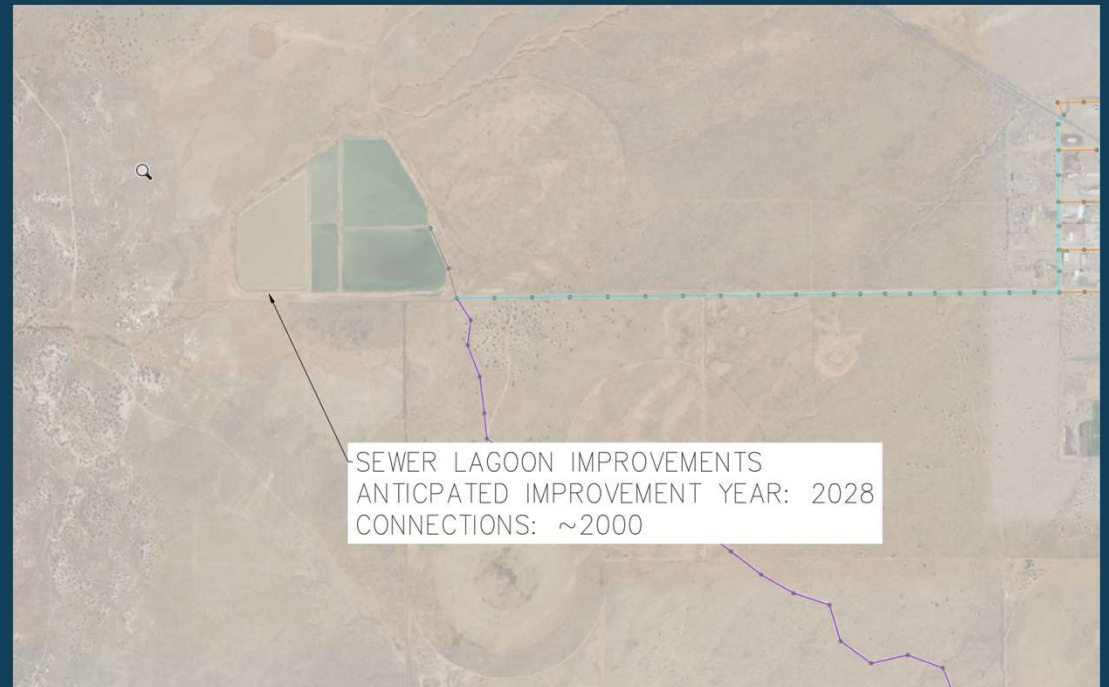 SEWER LAGOON IMPROVEMENTS
ANTICPATED IMPROVEMENT YEAR: 2028
CONNECTIONS: ~2000